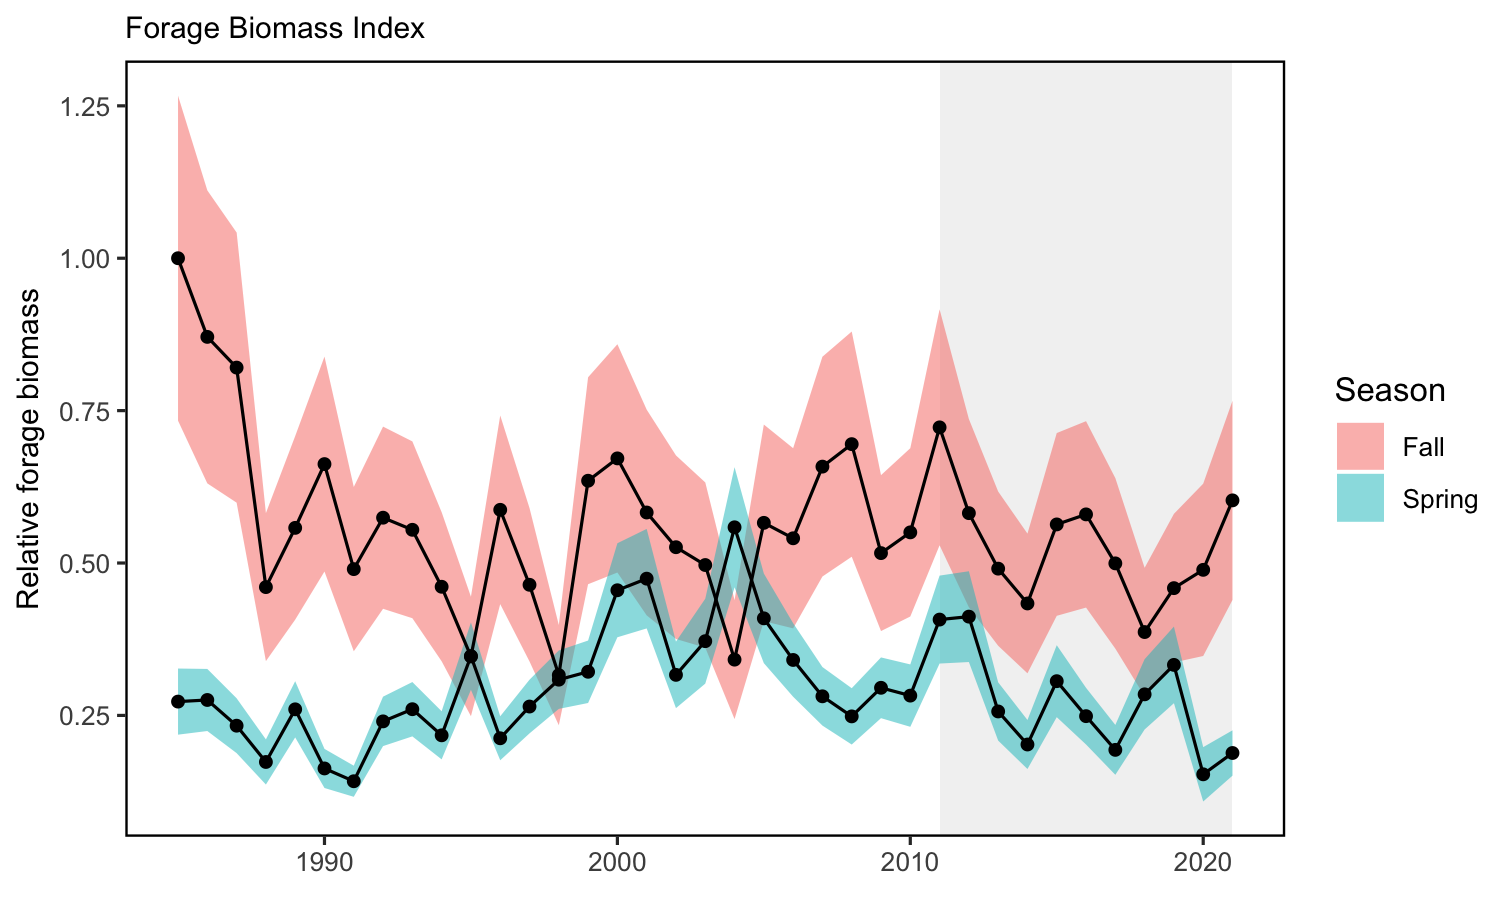 Forage Biomass Index
Relative forage biomass
1.25
1.00
0.75
0.50
0.25
1990
2000
2010
2020
Season
Fall
Spring